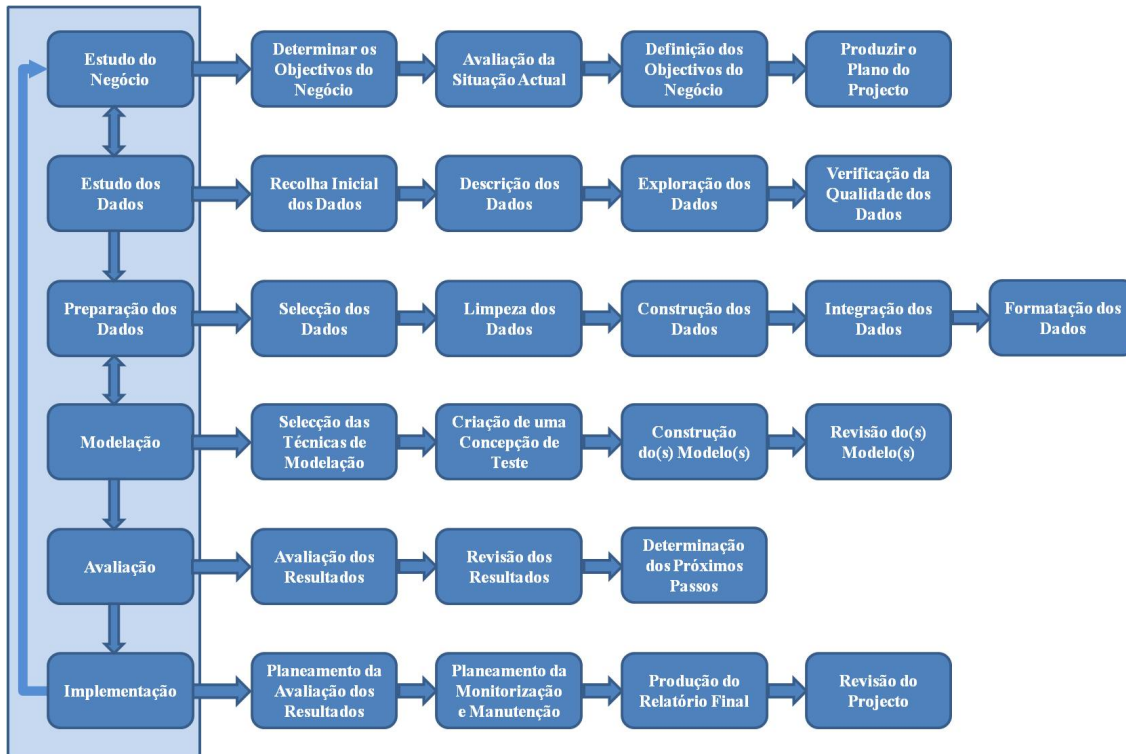 Estudo do
Negócio
Determinar os
Objectivos do
Negócio
Avaliação da
Situação Actual
Definição dos
Objectivos do
Negócio
Produzir o
Plano do
Projecto
Estudo dos
Dados
Recolha Inicial
dos Dados
Descrição dos
Dados
Exploração dos
Dados
Verificação da
Qualidade dos
Dados
Preparação dos
Dados
Selecção dos
Dados
Limpeza dos
Dados
Construção dos
Dados
Integração dos
Dados
Formatação dos
Dados
Modelação
Selecção das
Técnicas de
Modelação
Criação de uma
Concepção de
Teste
Construção
do(s) Modelo(s)
Revisão do(s)
Modelo(s)
Avaliação
Avaliação dos
Resultados
Revisão dos
Resultados
Determinação
dos Próximos
Passos
Implementação
Planeamento da
Avaliação dos
Resultados
Planeamento da
Monitorização
e Manutenção
Produção do
Relatório Final
Revisão do
Projecto